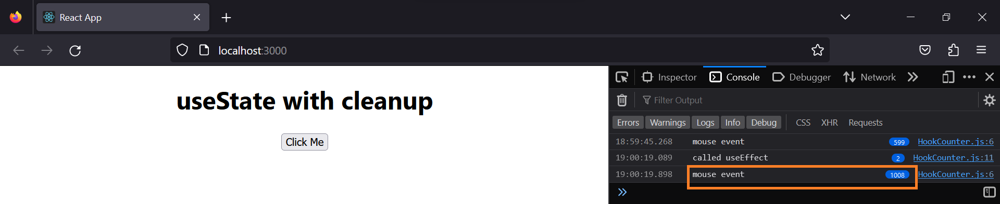 React App
localhost:3000
useState with cleanup
Click Me
Inspector Console Debugger Network
Filter Output
Errors Warnings Logs Info Debug CSS XHR Requests
18:59:45.268 mouse event 599 HookCounter.js:6
19:00:19.089 called useEffect 2 HookCounter.js:11
19:00:19.898 mouse event 1008 HookCounter.js:6